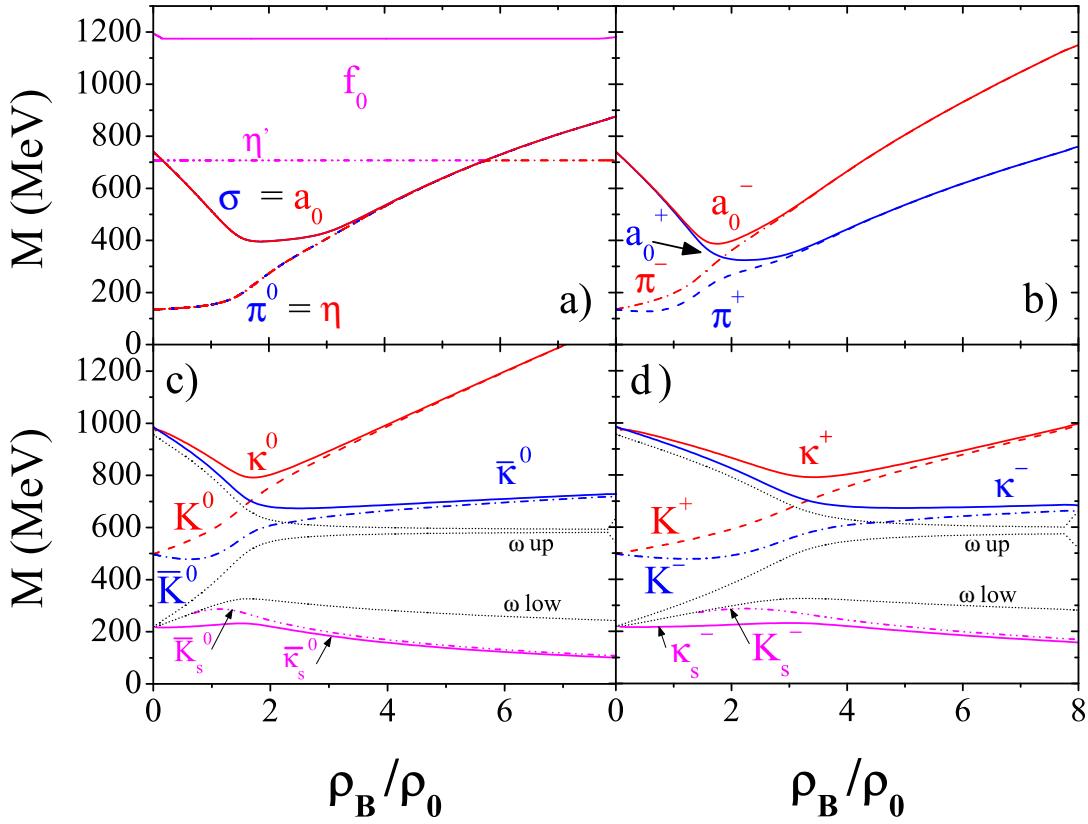 M (MeV)
1200
1000
800
600
400
200
0
f₀
η'
σ = a₀
π⁰ = η
a)
a₀⁻
a₀⁺
π⁻
π⁺
b)
M (MeV)
1200
1000
800
600
400
200
0
c)
κ⁰
κ̅⁰
K⁰
K̅⁰
ω up
ω low
K̅ₛ⁰
κ̅ₛ⁰
0 2 4 6
ρ_B/ρ₀
d)
κ⁺
κ⁻
K⁺
K⁻
ω up
ω low
κₛ⁻
Kₛ⁻
0 2 4 6 8
ρ_B/ρ₀